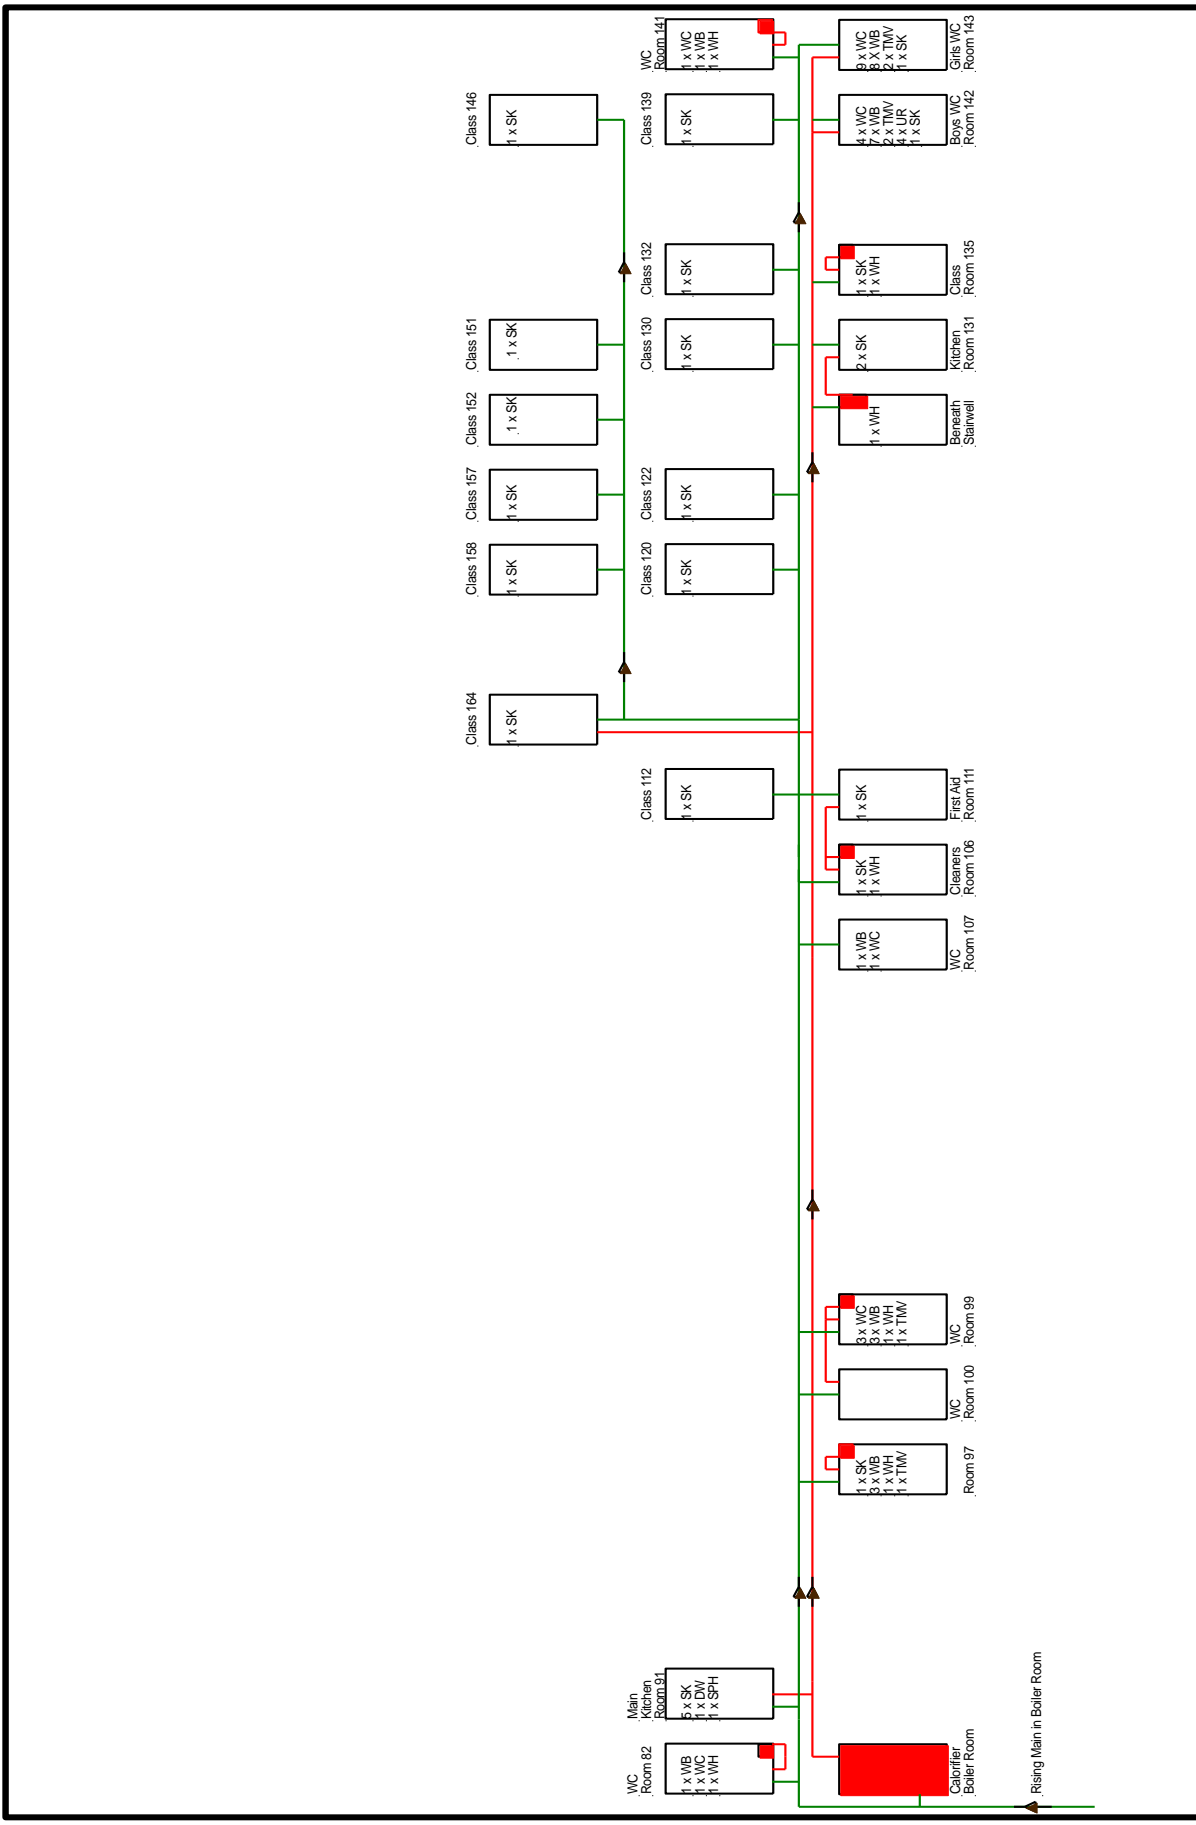 WC
Room 141
1 x WC
1 x WB
1 x WH
9 x WC
8 X WB
2 x TMV
1 x SK
Girls WC
Room 143
Class 146
1 x SK
Class 139
1 x SK
4 x WC
7 x WB
2 x TMV
4 x UR
1 x SK
Boys WC
Room 142
Class 132
1 x SK
1 x SK
1 x WH
Class
Room 135
Class 151
1 x SK
Class 130
1 x SK
2 x SK
Kitchen
Room 131
Class 152
1 x SK
1 x WH
Beneath
Stairwell
Class 157
1 x SK
Class 122
1 x SK
Class 158
1 x SK
Class 120
1 x SK
Class 164
1 x SK
Class 112
1 x SK
1 x SK
First Aid
Room 111
1 x SK
1 x WH
Cleaners
Room 106
1 x WB
1 x WC
WC
Room 107
3 x WC
3 x WB
1 x WH
1 x TMV
WC
Room 99
WC
Room 100
1 x SK
3 x WB
1 x WH
1 x TMV
Room 97
Main
Kitchen
Room 91
5 x SK
1 x DW
1 x SPH
WC
Room 82
1 x WB
1 x WC
1 x WH
Calorifier
Boiler Room
Rising Main in Boiler Room